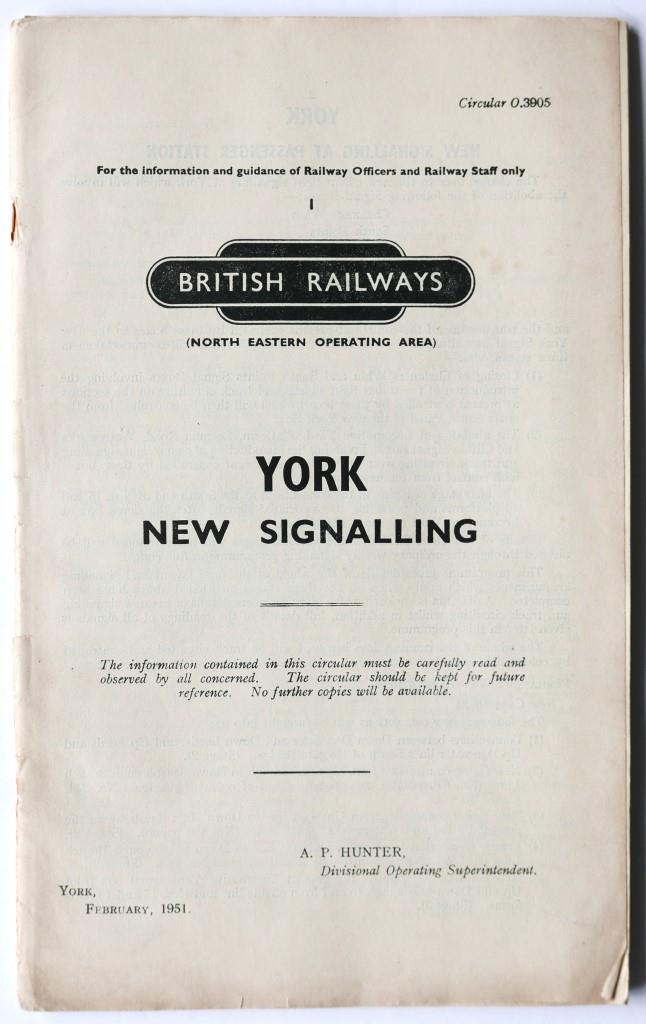 Circular O.3905
For the information and guidance of Railway Officers and Railway Staff only
I
BRITISH RAILWAYS
(NORTH EASTERN OPERATING AREA)
YORK
NEW SIGNALLING
The information contained in this circular must be carefully read and
observed by all concerned. The circular should be kept for future
reference. No further copies will be available.
A. P. HUNTER,
Divisional Operating Superintendent.
YORK,
FEBRUARY, 1951.